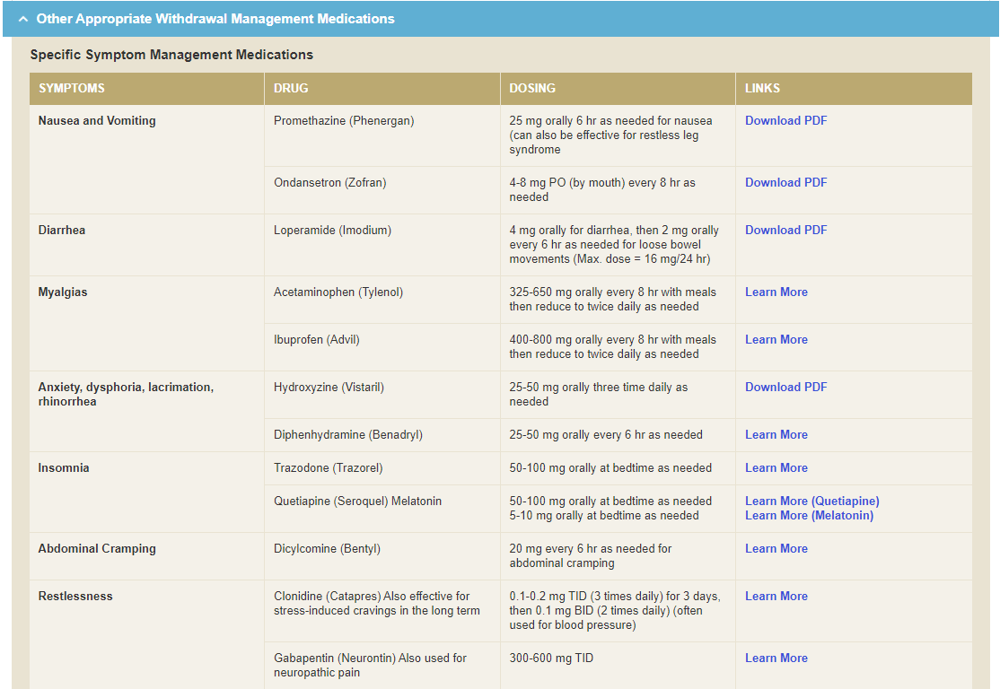 Other Appropriate Withdrawal Management Medications
Specific Symptom Management Medications
SYMPTOMS DRUG DOSING LINKS
Nausea and Vomiting
Promethazine (Phenergan)
25 mg orally 6 hr as needed for nausea
(can also be effective for restless leg
syndrome
Download PDF
Ondansetron (Zofran)
4-8 mg PO (by mouth) every 8 hr as
needed
Download PDF
Diarrhea
Loperamide (Imodium)
4 mg orally for diarrhea, then 2 mg orally
every 6 hr as needed for loose bowel
movements (Max. dose = 16 mg/24 hr)
Download PDF
Myalgias
Acetaminophen (Tylenol)
325-650 mg orally every 8 hr with meals
then reduce to twice daily as needed
Learn More
Ibuprofen (Advil)
400-800 mg orally every 8 hr with meals
then reduce to twice daily as needed
Learn More
Anxiety, dysphoria, lacrimation,
rhinorrhea
Hydroxyzine (Vistaril)
25-50 mg orally three time daily as
needed
Download PDF
Diphenhydramine (Benadryl)
25-50 mg orally every 6 hr as needed
Learn More
Insomnia
Trazodone (Trazorel)
50-100 mg orally at bedtime as needed
Learn More
Quetiapine (Seroquel) Melatonin
50-100 mg orally at bedtime as needed
5-10 mg orally at bedtime as needed
Learn More (Quetiapine)
Learn More (Melatonin)
Abdominal Cramping
Dicylcomine (Bentyl)
20 mg every 6 hr as needed for
abdominal cramping
Learn More
Restlessness
Clonidine (Catapres) Also effective for
stress-induced cravings in the long term
0.1-0.2 mg TID (3 times daily) for 3 days,
then 0.1 mg BID (2 times daily) (often
used for blood pressure)
Learn More
Gabapentin (Neurontin) Also used for
neuropathic pain
300-600 mg TID
Learn More